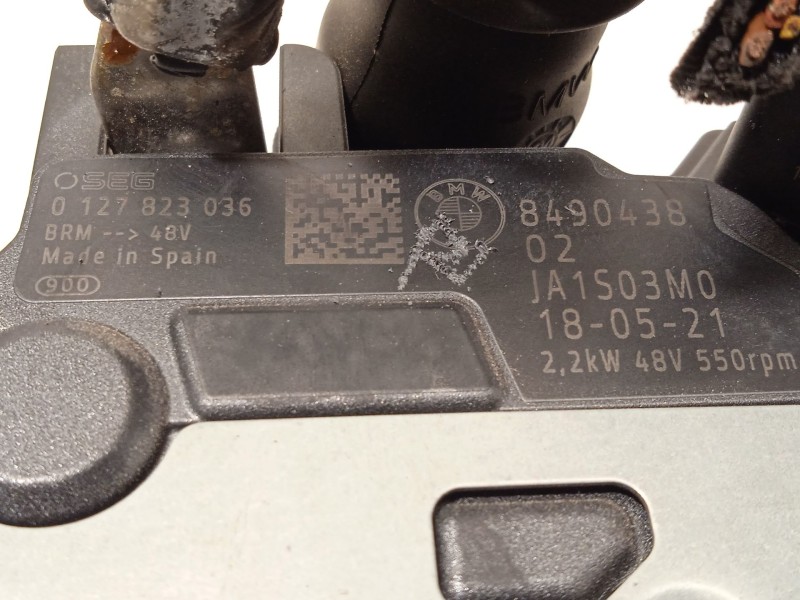 SEG
0 127 823 036
BRM --> 48V
Made in Spain
900
BMW
8490438
02
JA1S03M0
18-05-21
2,2kW 48V 550rpm